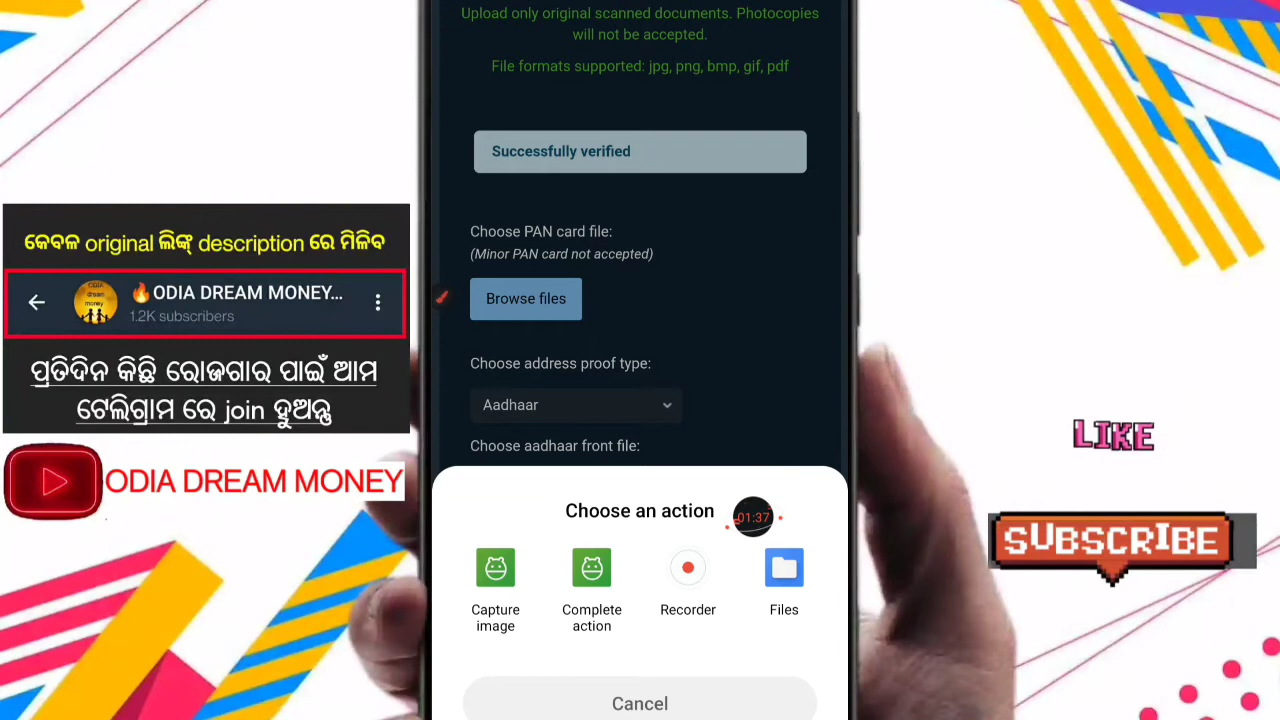 Upload only original scanned documents. Photocopies
will not be accepted.
File formats supported: jpg, png, bmp, gif, pdf
Successfully verified
Choose PAN card file:
(Minor PAN card not accepted)
Browse files
Choose address proof type:
Aadhaar
Choose aadhaar front file:
Choose an action
01:37
Capture
image
Complete
action
Recorder
Files
Cancel
କେବଳ original ଲିଙ୍କ୍ description ରେ ମିଳିବ
ODIA
dream
money
🔥ODIA DREAM MONEY...
1.2K subscribers
ପ୍ରତିଦିନ କିଛି ରୋଜଗାର ପାଇଁ ଆମ
ଟେଲିଗ୍ରାମ ରେ join ହୁଅନ୍ତୁ
ODIA DREAM MONEY
LIKE
SUBSCRIBE